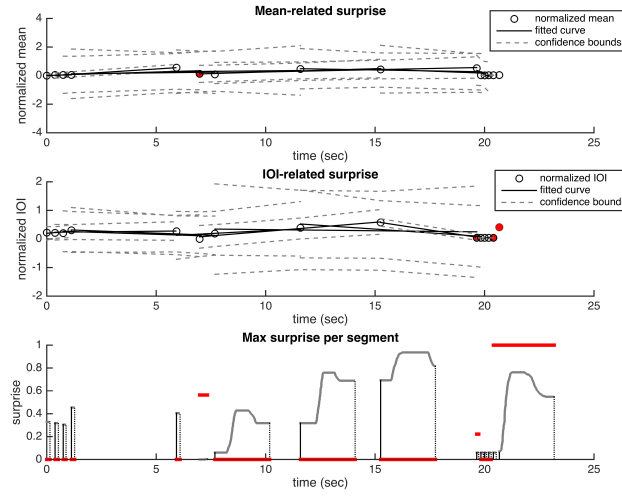 Mean-related surprise
normalized mean
4
2
0
-2
-4
normalized mean
fitted curve
confidence bounds
0 5 10 15 20 25
time (sec)
IOI-related surprise
normalized IOI
2
1
0
-1
-2
normalized IOI
fitted curve
confidence bound
0 5 10 15 20 25
time (sec)
Max surprise per segment
surprise
1
0.8
0.6
0.4
0.2
0
0 5 10 15 20 25
time (sec)